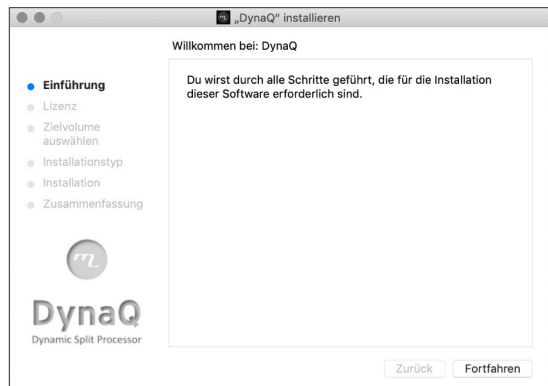 „DynaQ“ installieren
Willkommen bei: DynaQ
Einführung
Lizenz
Zielvolume
auswählen
Installationstyp
Installation
Zusammenfassung
Du wirst durch alle Schritte geführt, die für die Installation
dieser Software erforderlich sind.
m
DynaQ
Dynamic Split Processor
Zurück
Fortfahren